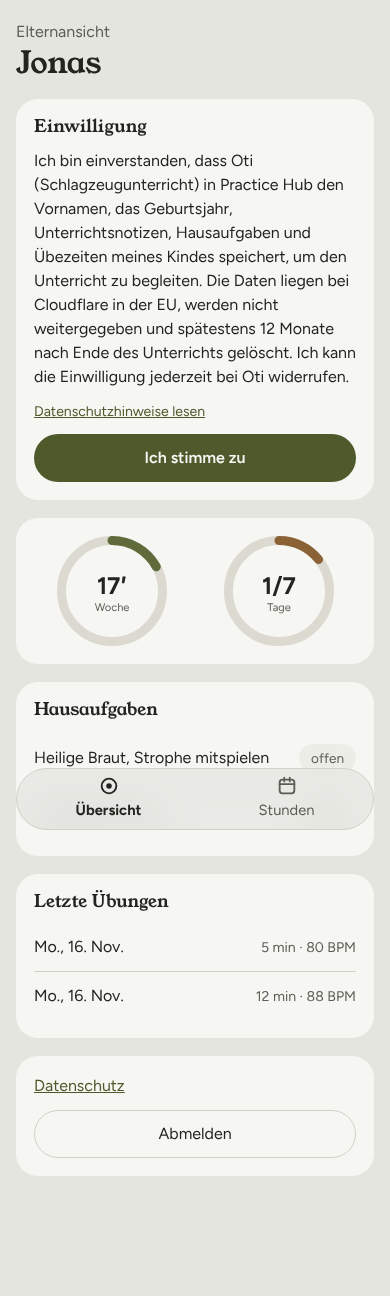 Elternansicht
Jonas
Einwilligung
Ich bin einverstanden, dass Oti
(Schlagzeugunterricht) in Practice Hub den
Vornamen, das Geburtsjahr,
Unterrichtsnotizen, Hausaufgaben und
Übezeiten meines Kindes speichert, um den
Unterricht zu begleiten. Die Daten liegen bei
Cloudflare in der EU, werden nicht
weitergegeben und spätestens 12 Monate
nach Ende des Unterrichts gelöscht. Ich kann
die Einwilligung jederzeit bei Oti widerrufen.
Datenschutzhinweise lesen
Ich stimme zu
17′
Woche
1/7
Tage
Hausaufgaben
Heilige Braut, Strophe mitspielen offen
Übersicht
Stunden
Letzte Übungen
Mo., 16. Nov. 5 min · 80 BPM
Mo., 16. Nov. 12 min · 88 BPM
Datenschutz
Abmelden